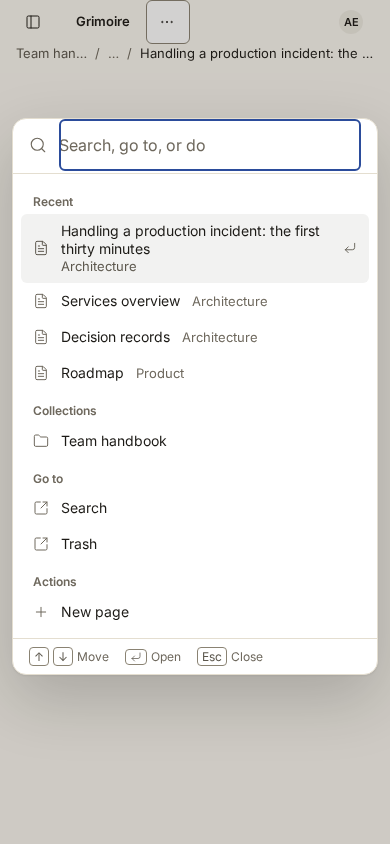 Grimoire
...
AE
Team han... / ... / Handling a production incident: the ...
Search, go to, or do
Recent
Handling a production incident: the first
thirty minutes
Architecture
Services overview Architecture
Decision records Architecture
Roadmap Product
Collections
Team handbook
Go to
Search
Trash
Actions
New page
Move Open Esc Close